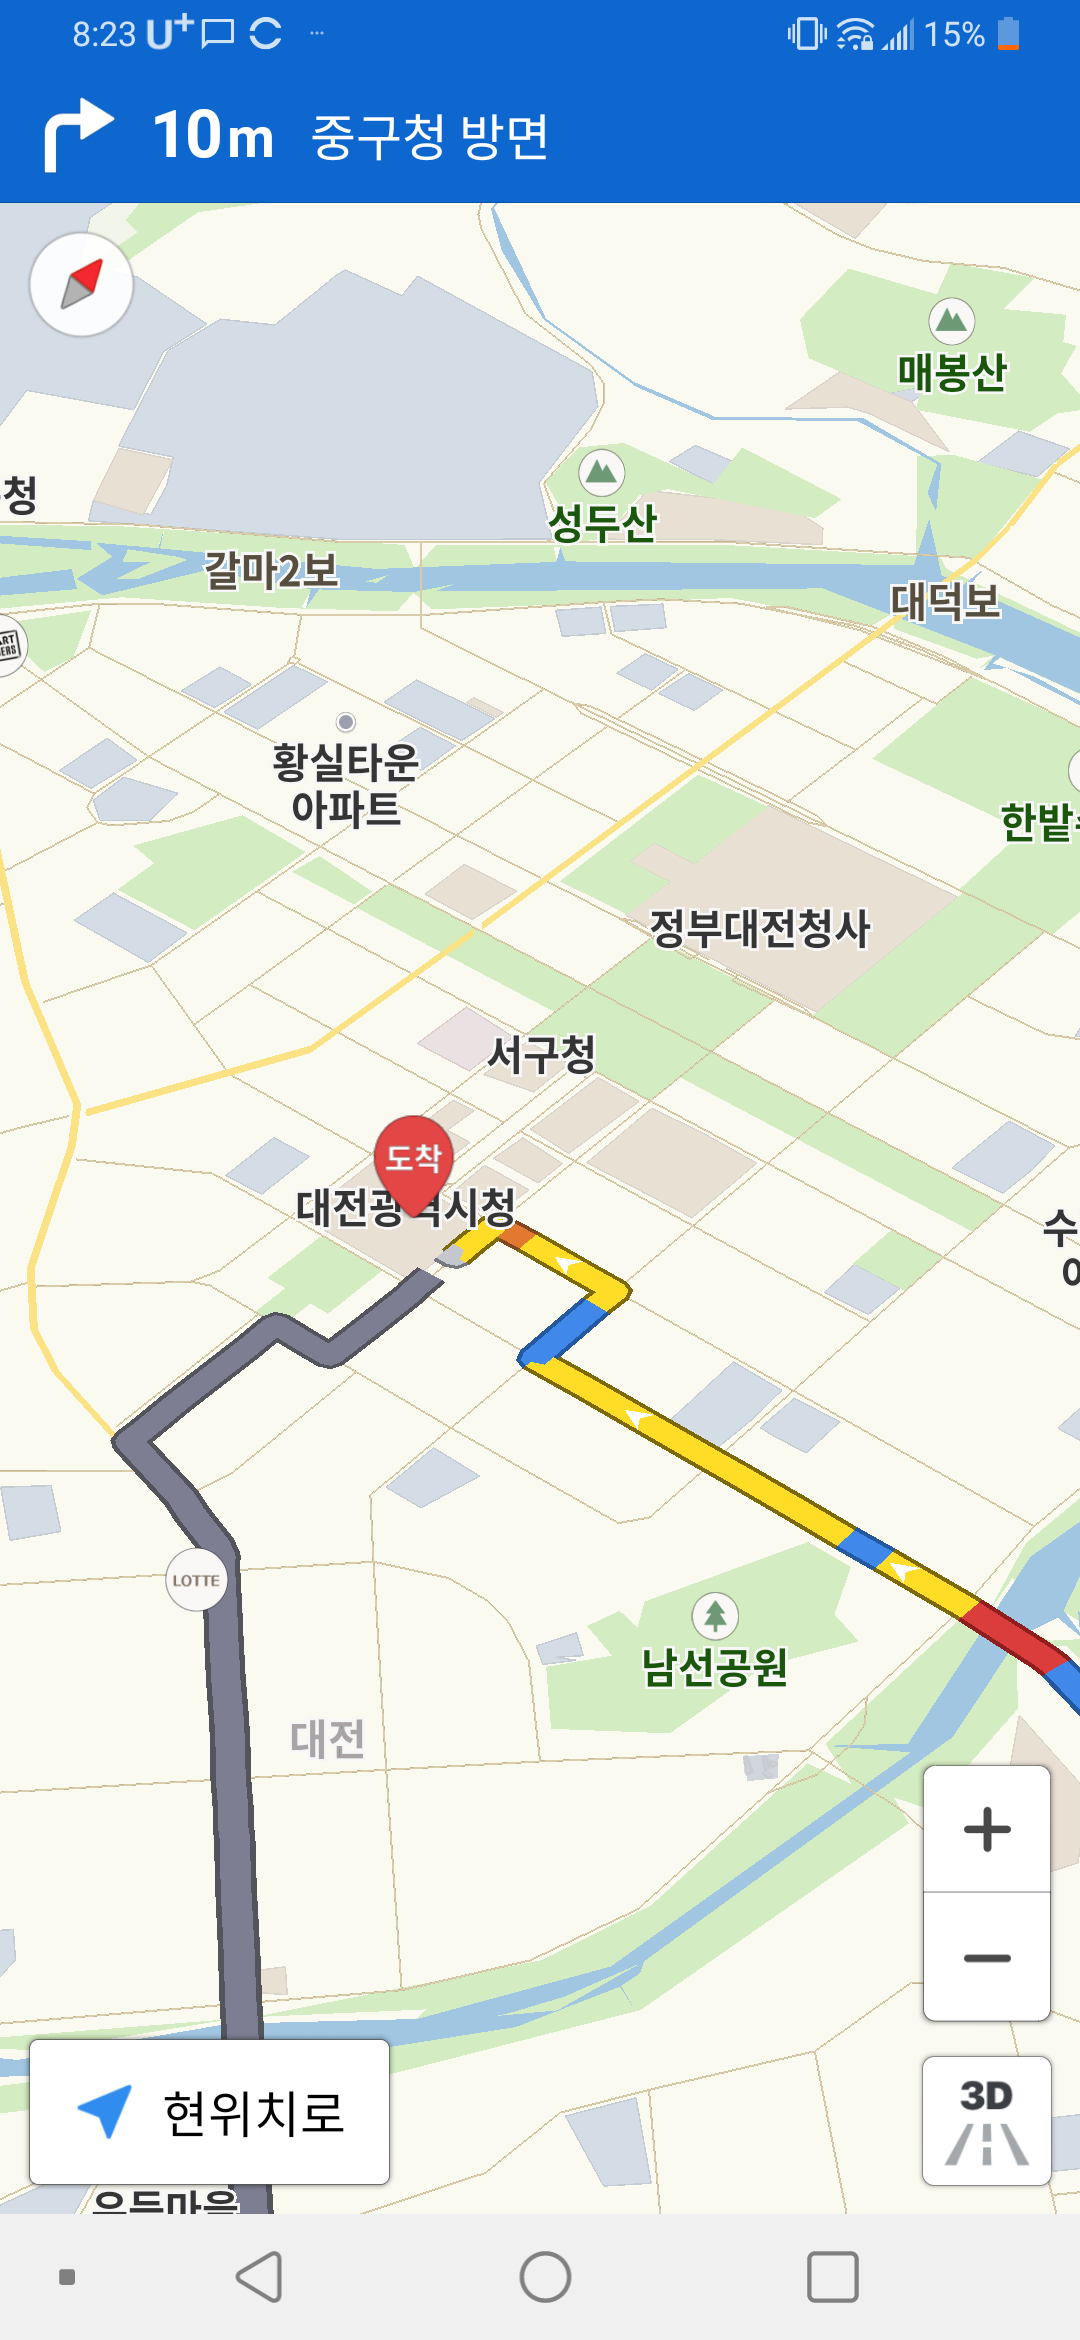 8:23 U+ 15%
10m 중구청 방면
매봉산
청
성두산
갈마2보
대덕보
황실타운
아파트
한밭
정부대전청사
서구청
도착
대전광역시청
수
LOTTE
남선공원
대전
3D
현위치로